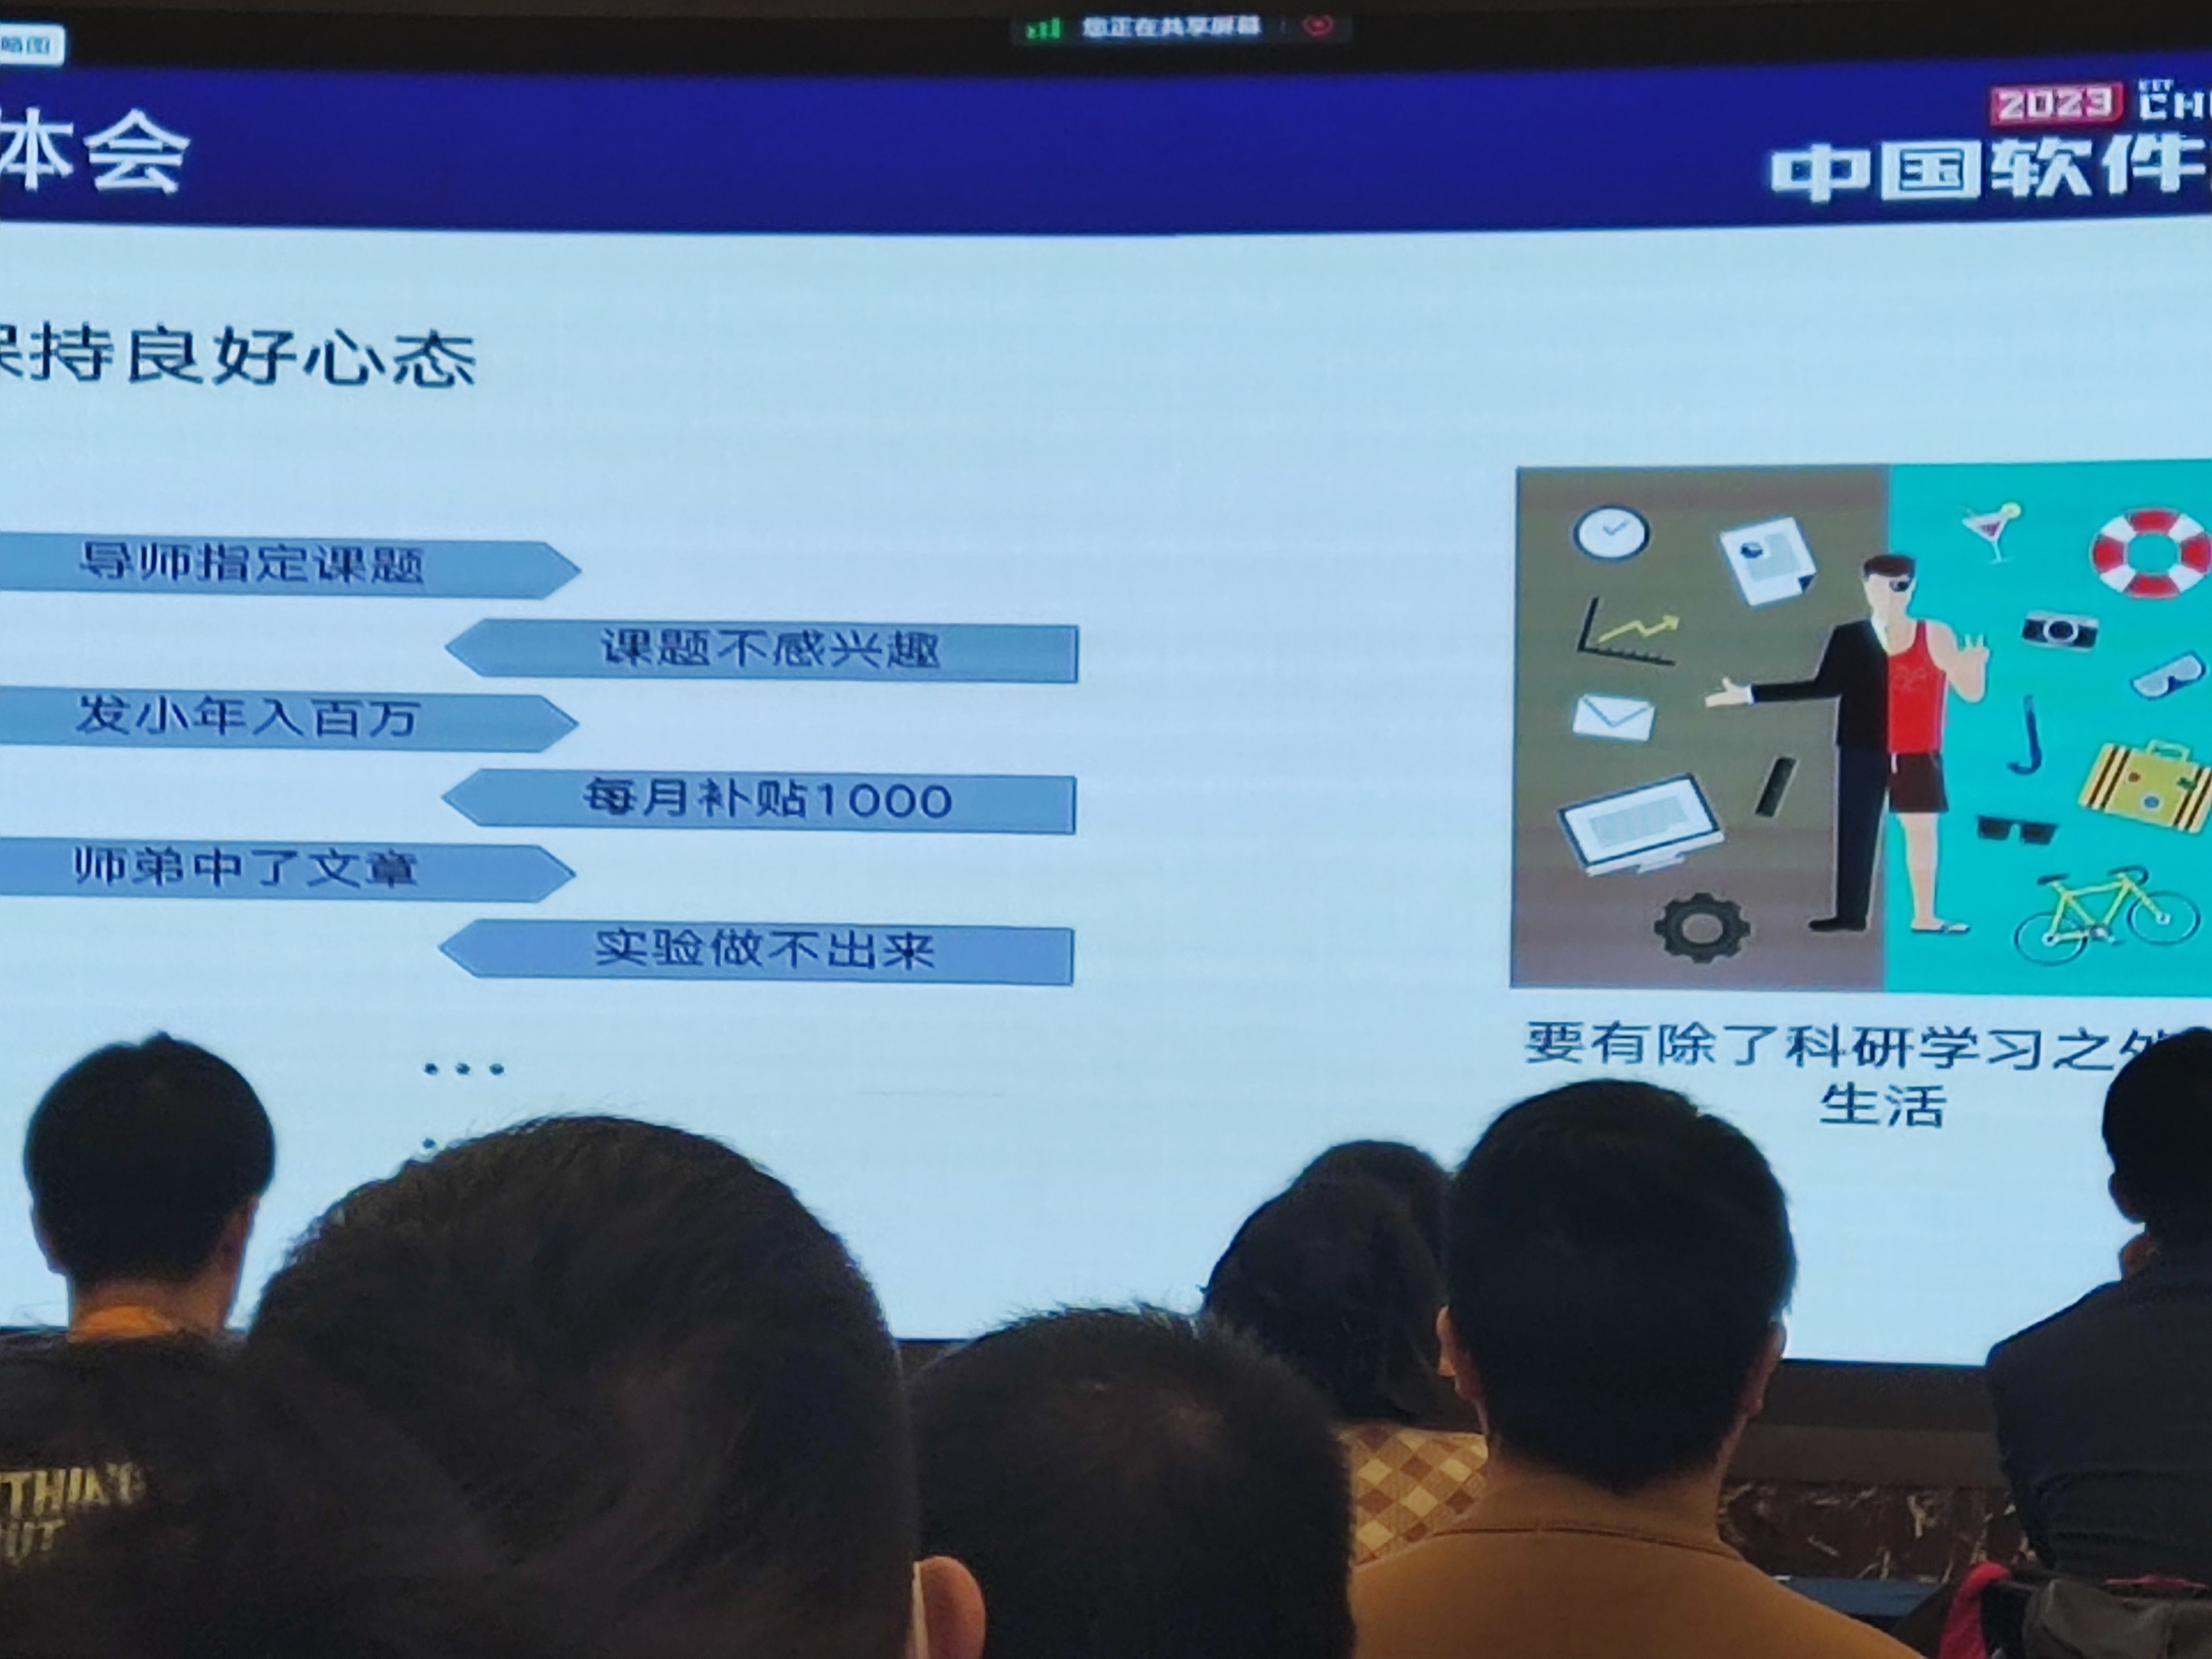 略图
您正在共享屏幕
体会
2023 CHI
中国软件
保持良好心态
导师指定课题
课题不感兴趣
发小年入百万
每月补贴1000
师弟中了文章
实验做不出来
...
要有除了科研学习之外
生活
THING
OUT